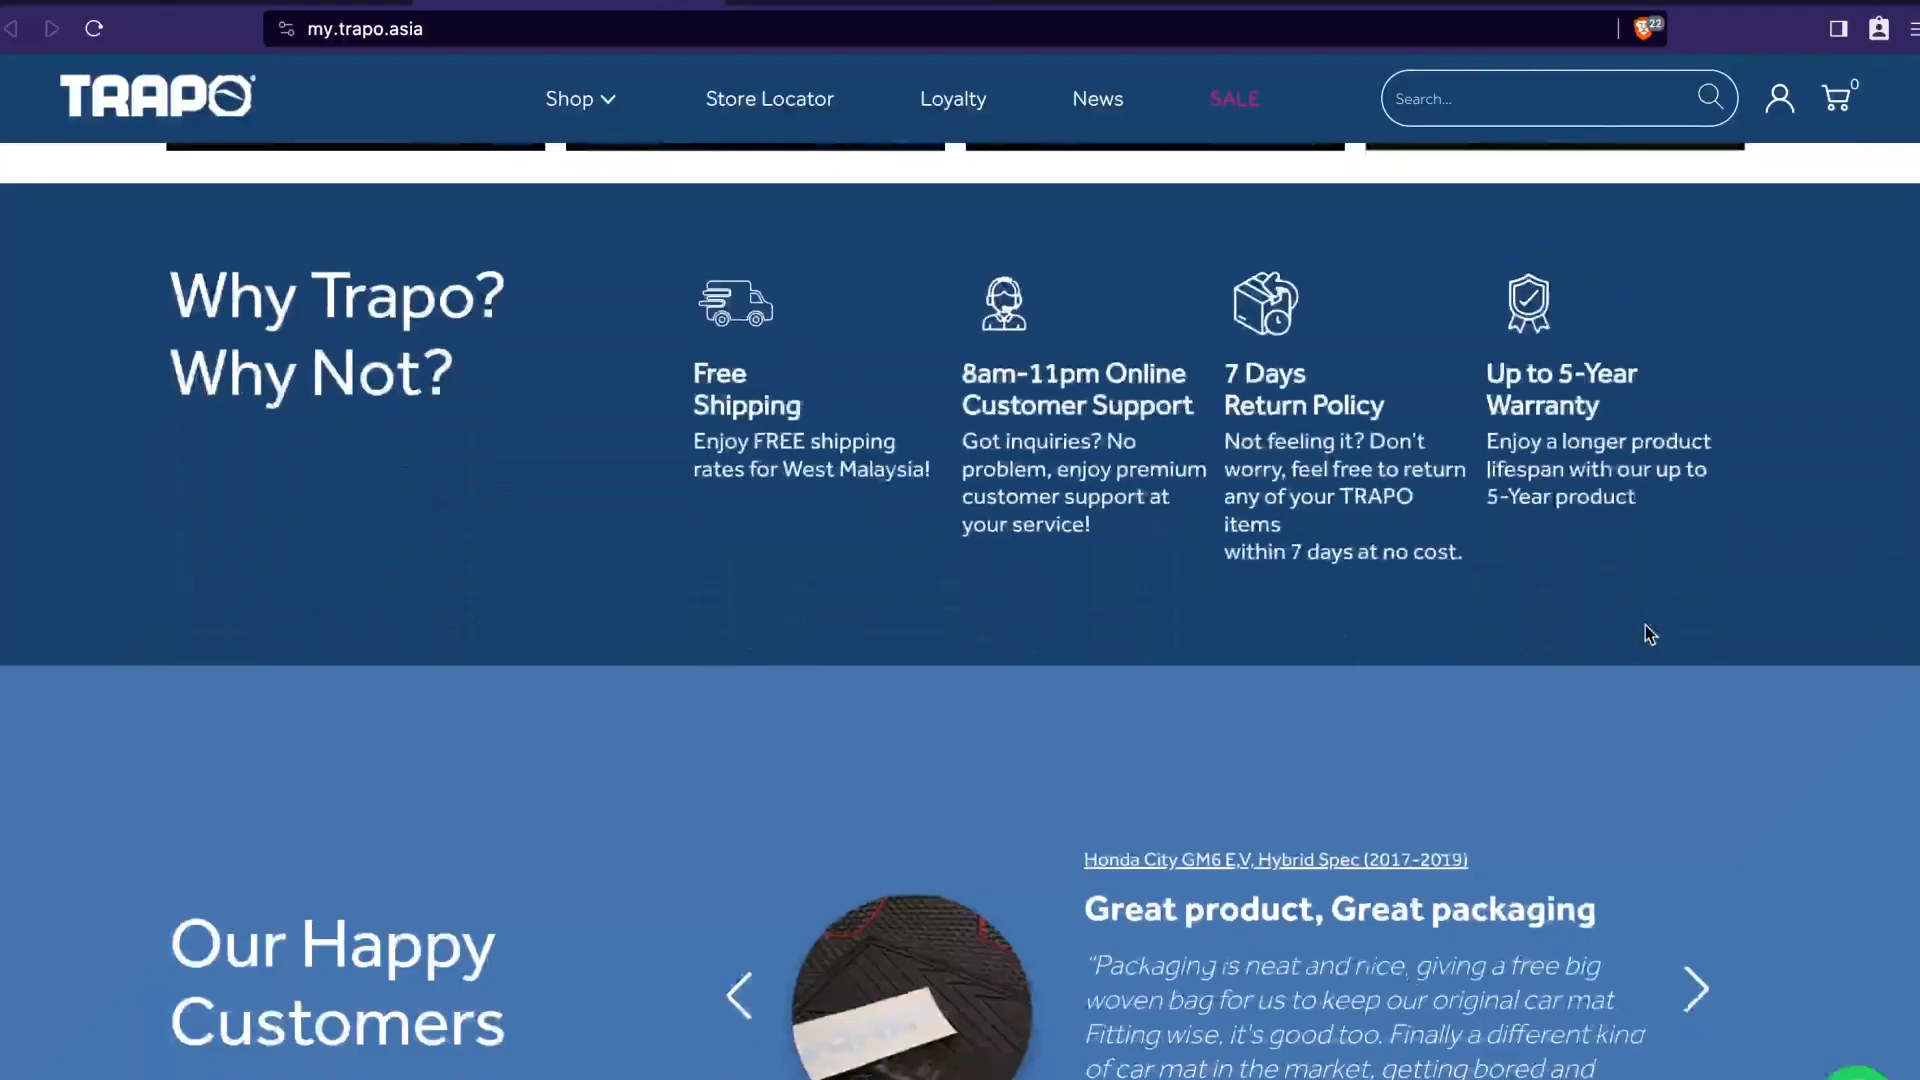 my.trapo.asia
22
TRAPO
Shop
Store Locator
Loyalty
News
SALE
Search...
0
Why Trapo?
Why Not?
Free
Shipping
Enjoy FREE shipping
rates for West Malaysia!
8am-11pm Online
Customer Support
Got inquiries? No
problem, enjoy premium
customer support at
your service!
7 Days
Return Policy
Not feeling it? Don't
worry, feel free to return
any of your TRAPO
items
within 7 days at no cost.
Up to 5-Year
Warranty
Enjoy a longer product
lifespan with our up to
5-Year product
Our Happy
Customers
Honda City GM6 E,V, Hybrid Spec (2017-2019)
Great product, Great packaging
"Packaging is neat and nice, giving a free big
woven bag for us to keep our original car mat
Fitting wise, it's good too. Finally a different kind
of car mat in the market, getting bored and